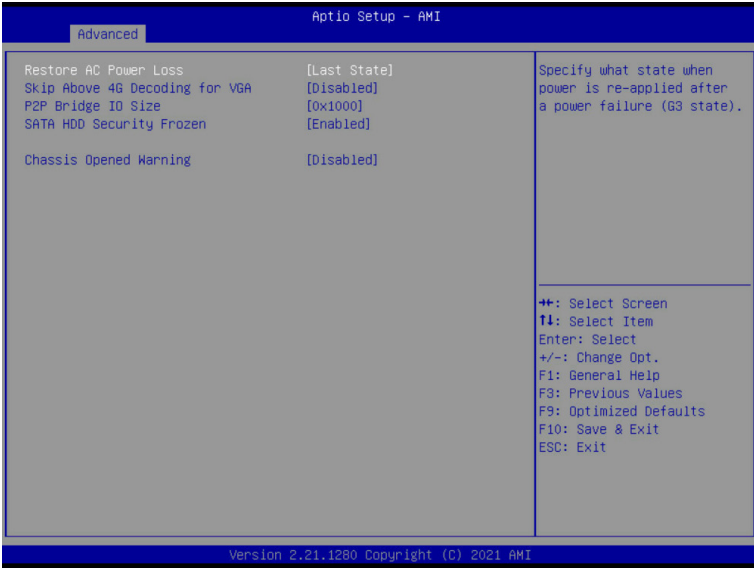 Aptio Setup – AMI
Advanced
Restore AC Power Loss [Last State]
Skip Above 4G Decoding for VGA [Disabled]
P2P Bridge IO Size [0x1000]
SATA HDD Security Frozen [Enabled]
Chassis Opened Warning [Disabled]
Specify what state when
power is re-applied after
a power failure (G3 state).
→←: Select Screen
↑↓: Select Item
Enter: Select
+/-: Change Opt.
F1: General Help
F3: Previous Values
F9: Optimized Defaults
F10: Save & Exit
ESC: Exit
Version 2.21.1280 Copyright (C) 2021 AMI